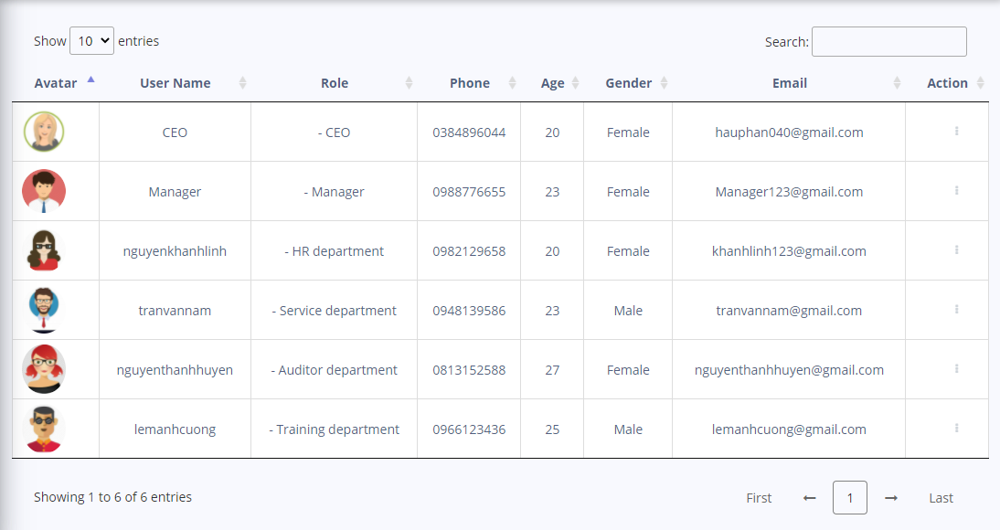 Show 10 entries Search:
Avatar User Name Role Phone Age Gender Email Action
CEO - CEO 0384896044 20 Female hauphan040@gmail.com
Manager - Manager 0988776655 23 Female Manager123@gmail.com
nguyenkhanhlinh - HR department 0982129658 20 Female khanhlinh123@gmail.com
tranvannam - Service department 0948139586 23 Male tranvannam@gmail.com
nguyenthanhhuyen - Auditor department 0813152588 27 Female nguyenthanhhuyen@gmail.com
lemanhcuong - Training department 0966123436 25 Male lemanhcuong@gmail.com
Showing 1 to 6 of 6 entries First ← 1 → Last